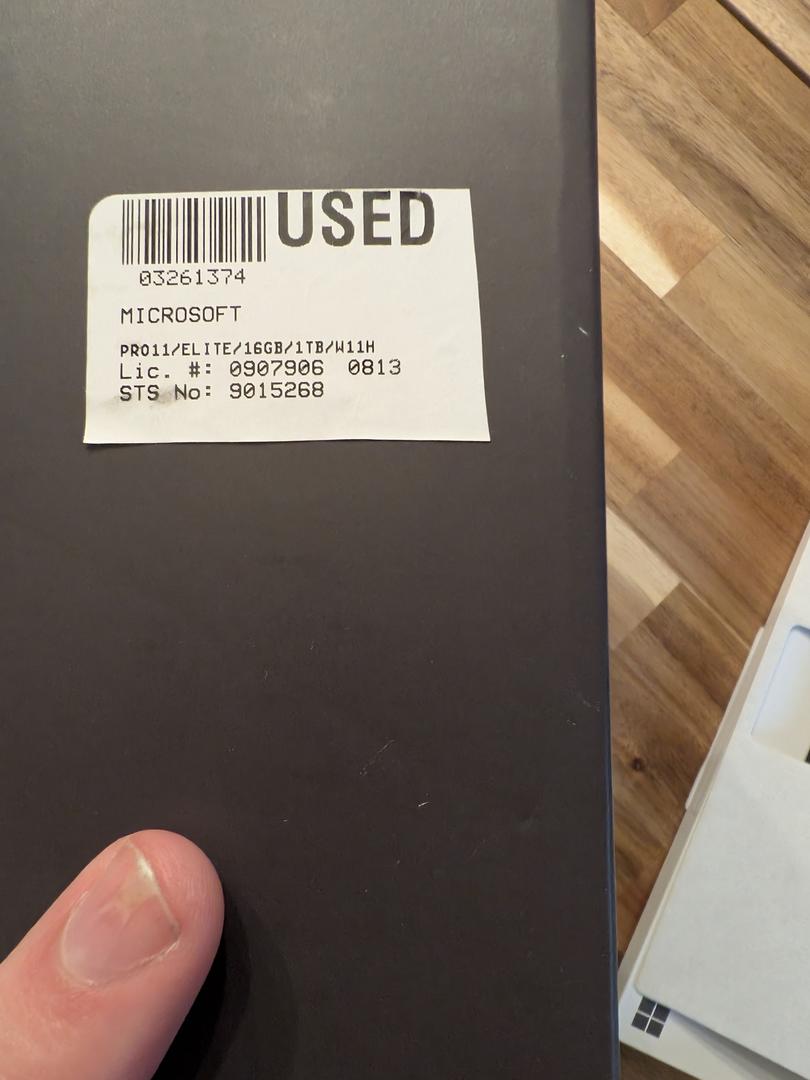 USED
03261374
MICROSOFT
PRO11/ELITE/16GB/1TB/W11H
Lic. #: 0907906 0813
STS No: 9015268